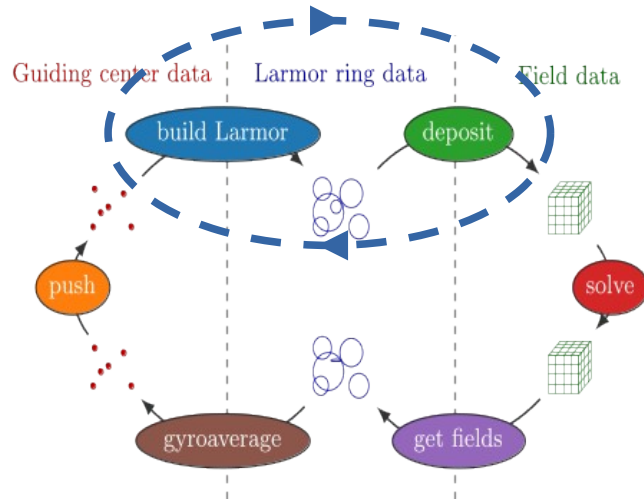 Guiding center data
Larmor ring data
Field data
build Larmor
deposit
push
solve
gyroaverage
get fields